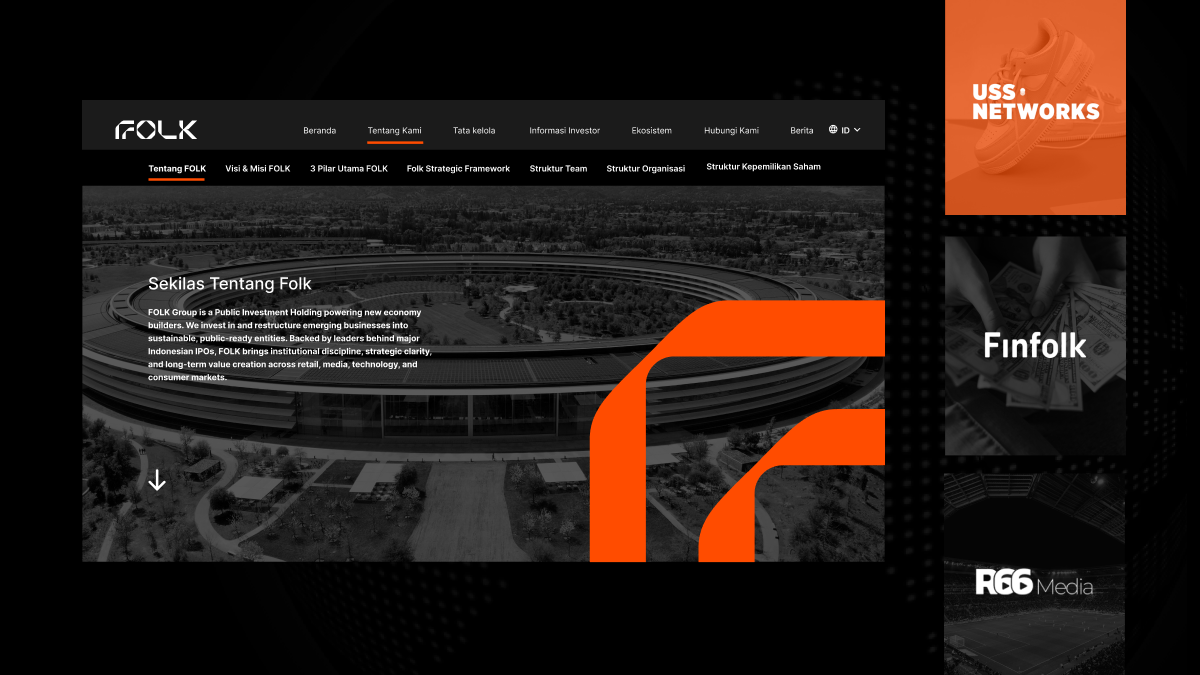 FOLK
Beranda
Tentang Kami
Tata kelola
Informasi Investor
Ekosistem
Hubungi Kami
Berita
ID
Tentang FOLK
Visi & Misi FOLK
3 Pilar Utama FOLK
Folk Strategic Framework
Struktur Team
Struktur Organisasi
Struktur Kepemilikan Saham
Sekilas Tentang Folk
FOLK Group is a Public Investment Holding powering new economy
builders. We invest in and restructure emerging businesses into
sustainable, public-ready entities. Backed by leaders behind major
Indonesian IPOs, FOLK brings institutional discipline, strategic clarity,
and long-term value creation across retail, media, technology, and
consumer markets.
USS
NETWORKS
Finfolk
R66 Media